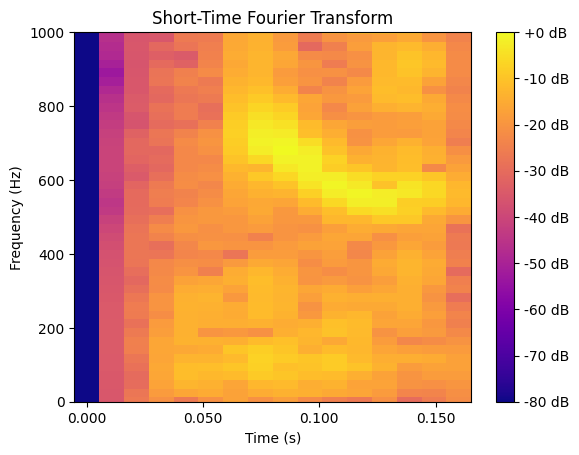 Short-Time Fourier Transform
1000
800
600
400
200
0
Frequency (Hz)
0.000
0.050
0.100
0.150
Time (s)
+0 dB
-10 dB
-20 dB
-30 dB
-40 dB
-50 dB
-60 dB
-70 dB
-80 dB